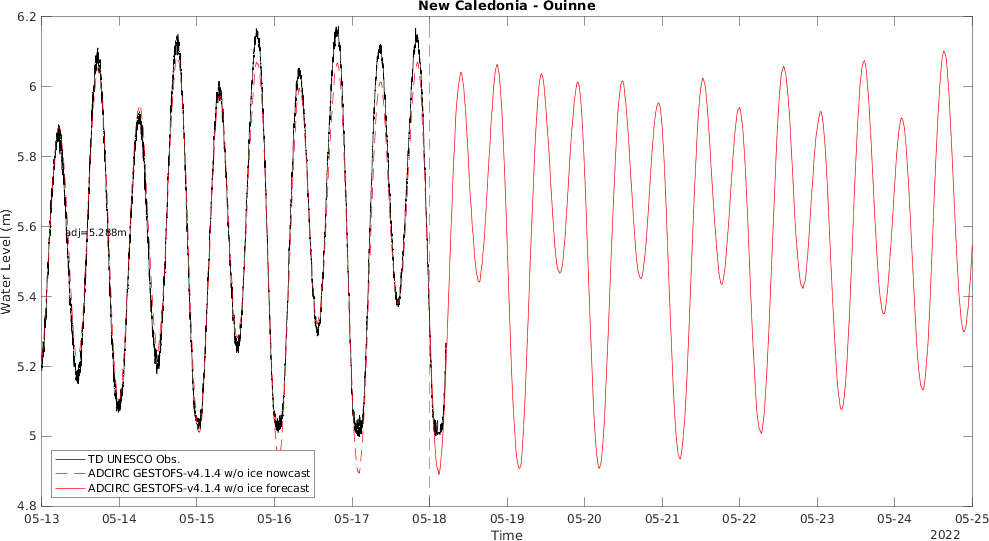 New Caledonia - Ouinne
6.2
6
5.8
5.6
5.4
5.2
5
4.8
Water Level (m)
adj=5.288m
TD UNESCO Obs.
ADCIRC GESTOFS-v4.1.4 w/o ice nowcast
ADCIRC GESTOFS-v4.1.4 w/o ice forecast
05-13 05-14 05-15 05-16 05-17 05-18 05-19 05-20 05-21 05-22 05-23 05-24 05-25
Time
2022